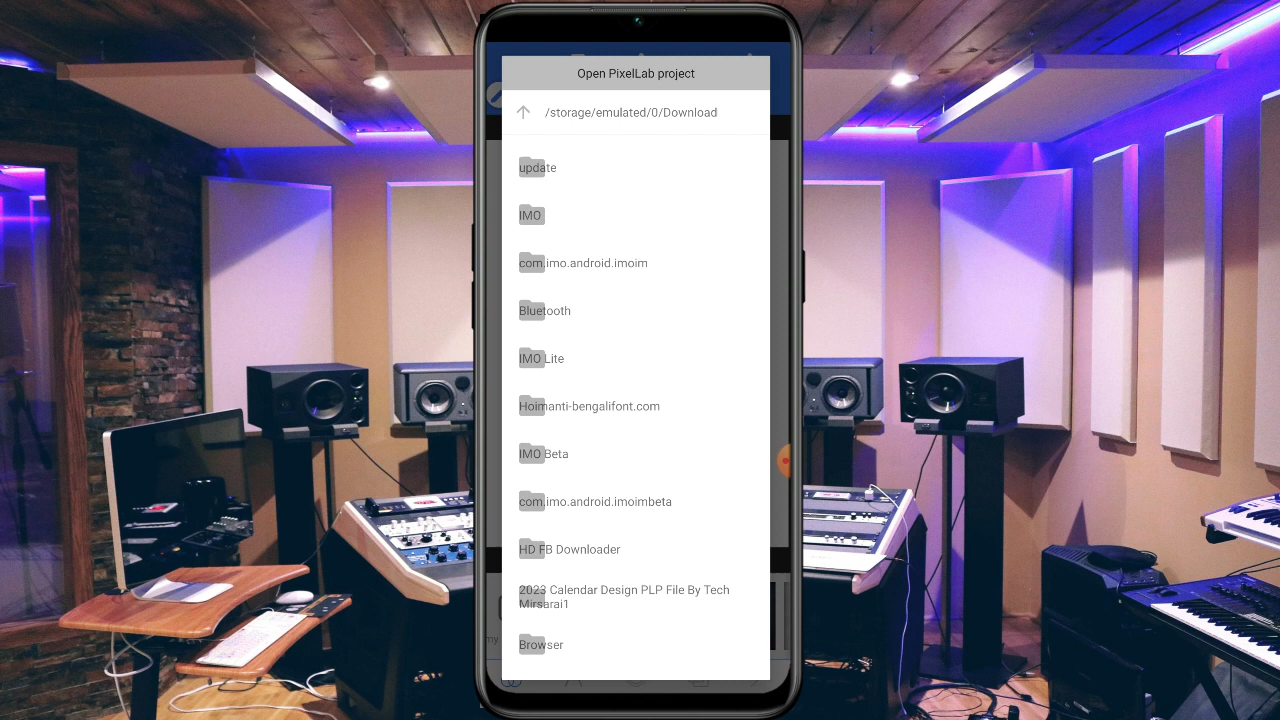 Open PixelLab project
/storage/emulated/0/Download
update
IMO
com.imo.android.imoim
Bluetooth
IMO Lite
Hoimanti-bengalifont.com
IMO Beta
com.imo.android.imoimbeta
HD FB Downloader
2023 Calendar Design PLP File By Tech
Mirsarai1
Browser
my